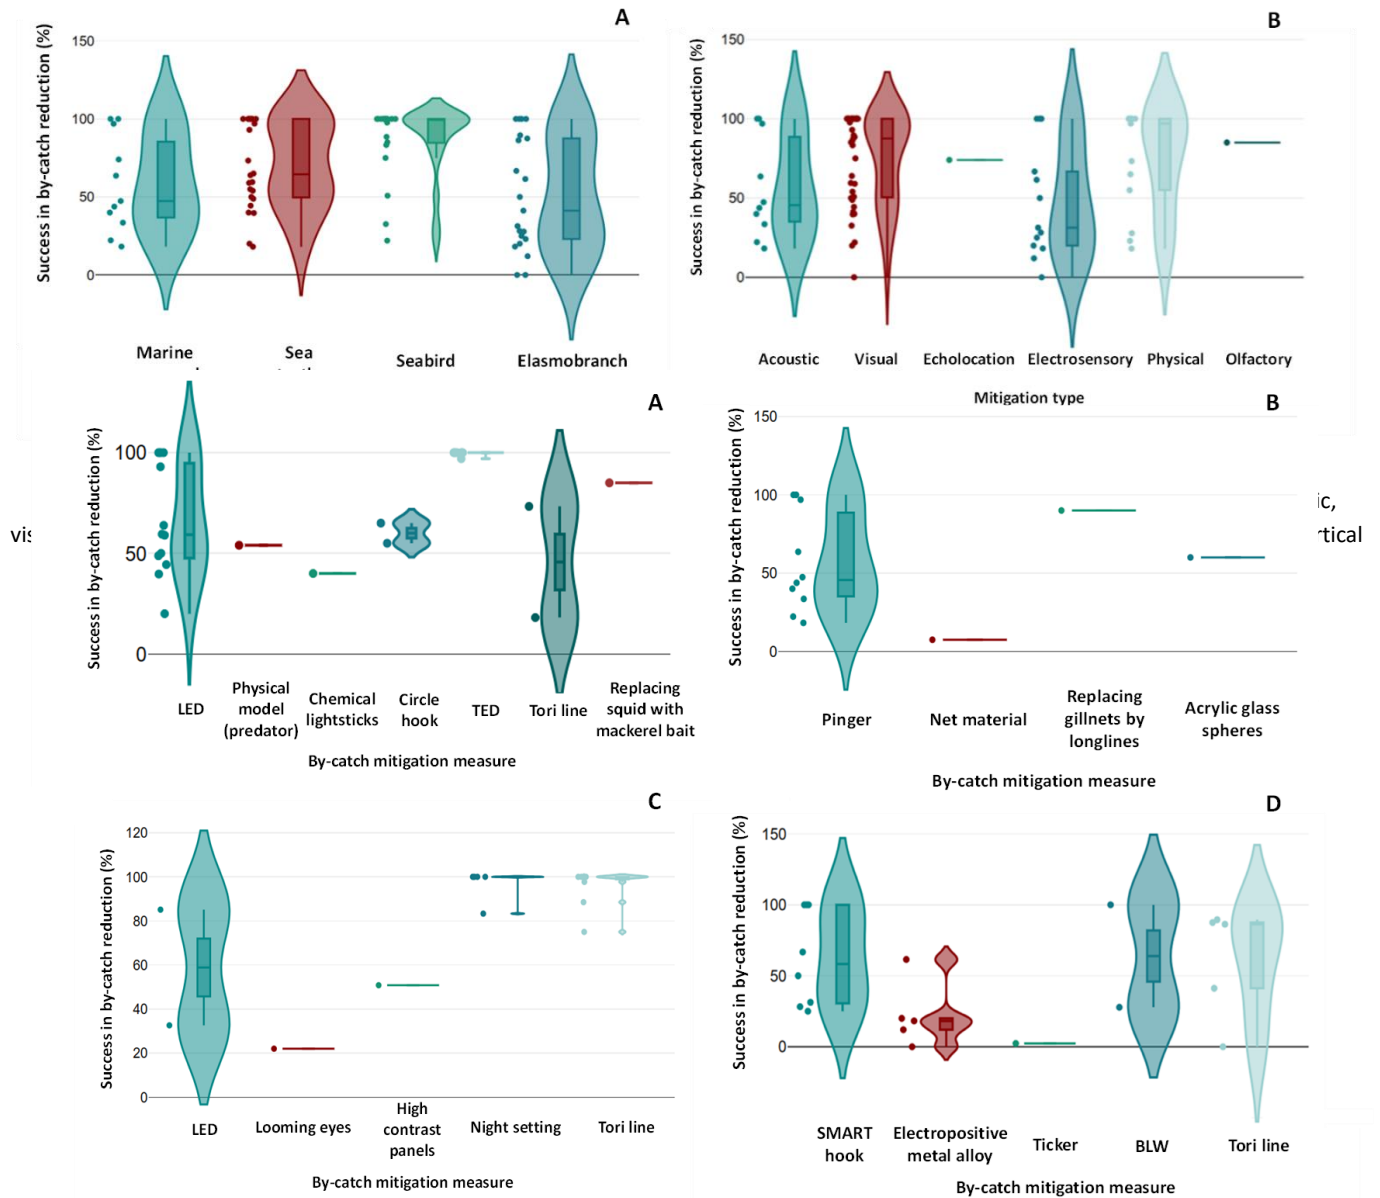 A
Success in by-catch reduction (%)
150
100
50
0
Marine
Sea
Seabird
Elasmobranch
B
Success in by-catch reduction (%)
150
100
50
0
Acoustic
Visual
Echolocation
Electrosensory
Physical
Olfactory
Mitigation type
A
Success in by-catch reduction (%)
100
50
0
LED
Physical
model
(predator)
Chemical
lightsticks
Circle
hook
TED
Tori line
Replacing
squid with
mackerel bait
By-catch mitigation measure
B
Success in by-catch reduction (%)
150
100
50
0
Pinger
Net material
Replacing
gillnets by
longlines
Acrylic glass
spheres
By-catch mitigation measure
vis
ic,
rtical
C
Success in by-catch reduction (%)
120
100
80
60
40
20
0
LED
Looming eyes
High
contrast
panels
Night setting
Tori line
By-catch mitigation measure
D
Success in by-catch reduction (%)
150
100
50
0
SMART
hook
Electropositive
metal alloy
Ticker
BLW
Tori line
By-catch mitigation measure